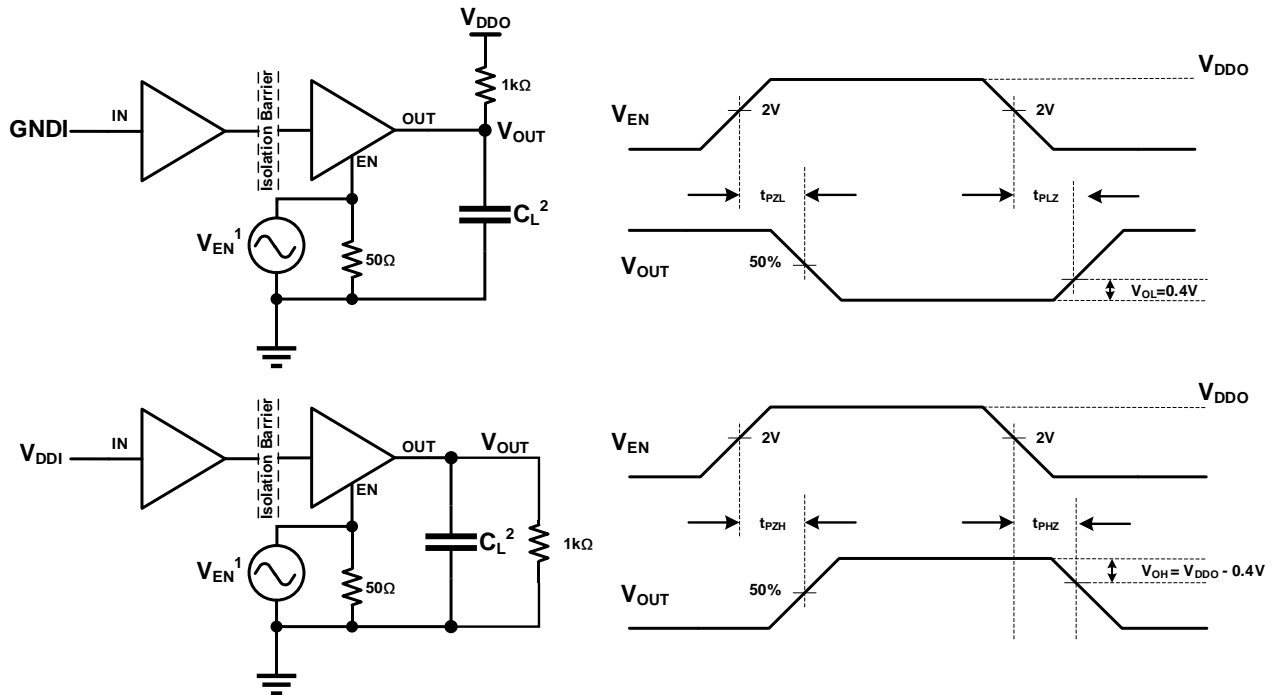 VDDO
1kΩ
Isolation Barrier
GNDI
IN
OUT
VOUT
EN
CL2
VEN1
50Ω
VDDO
VEN
2V
2V
tPZL
tPLZ
VOUT
50%
VOL=0.4V
Isolation Barrier
VDDI
IN
OUT
VOUT
EN
CL2
1kΩ
VEN1
50Ω
VDDO
VEN
2V
2V
tPZH
tPHZ
VOUT
50%
VOH = VDDO - 0.4V